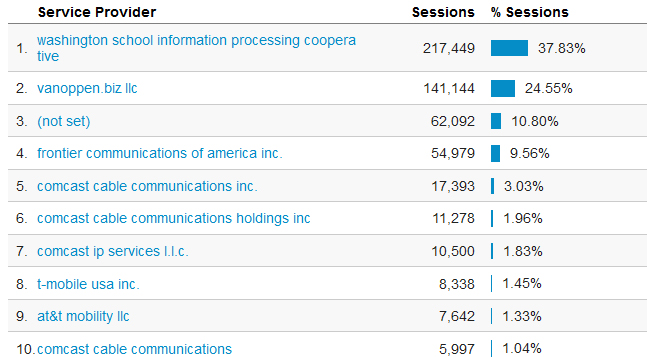 Service Provider Sessions % Sessions
1. washington school information processing coopera
tive 217,449 37.83%
2. vanoppen.biz llc 141,144 24.55%
3. (not set) 62,092 10.80%
4. frontier communications of america inc. 54,979 9.56%
5. comcast cable communications inc. 17,393 3.03%
6. comcast cable communications holdings inc 11,278 1.96%
7. comcast ip services l.l.c. 10,500 1.83%
8. t-mobile usa inc. 8,338 1.45%
9. at&t mobility llc 7,642 1.33%
10. comcast cable communications 5,997 1.04%